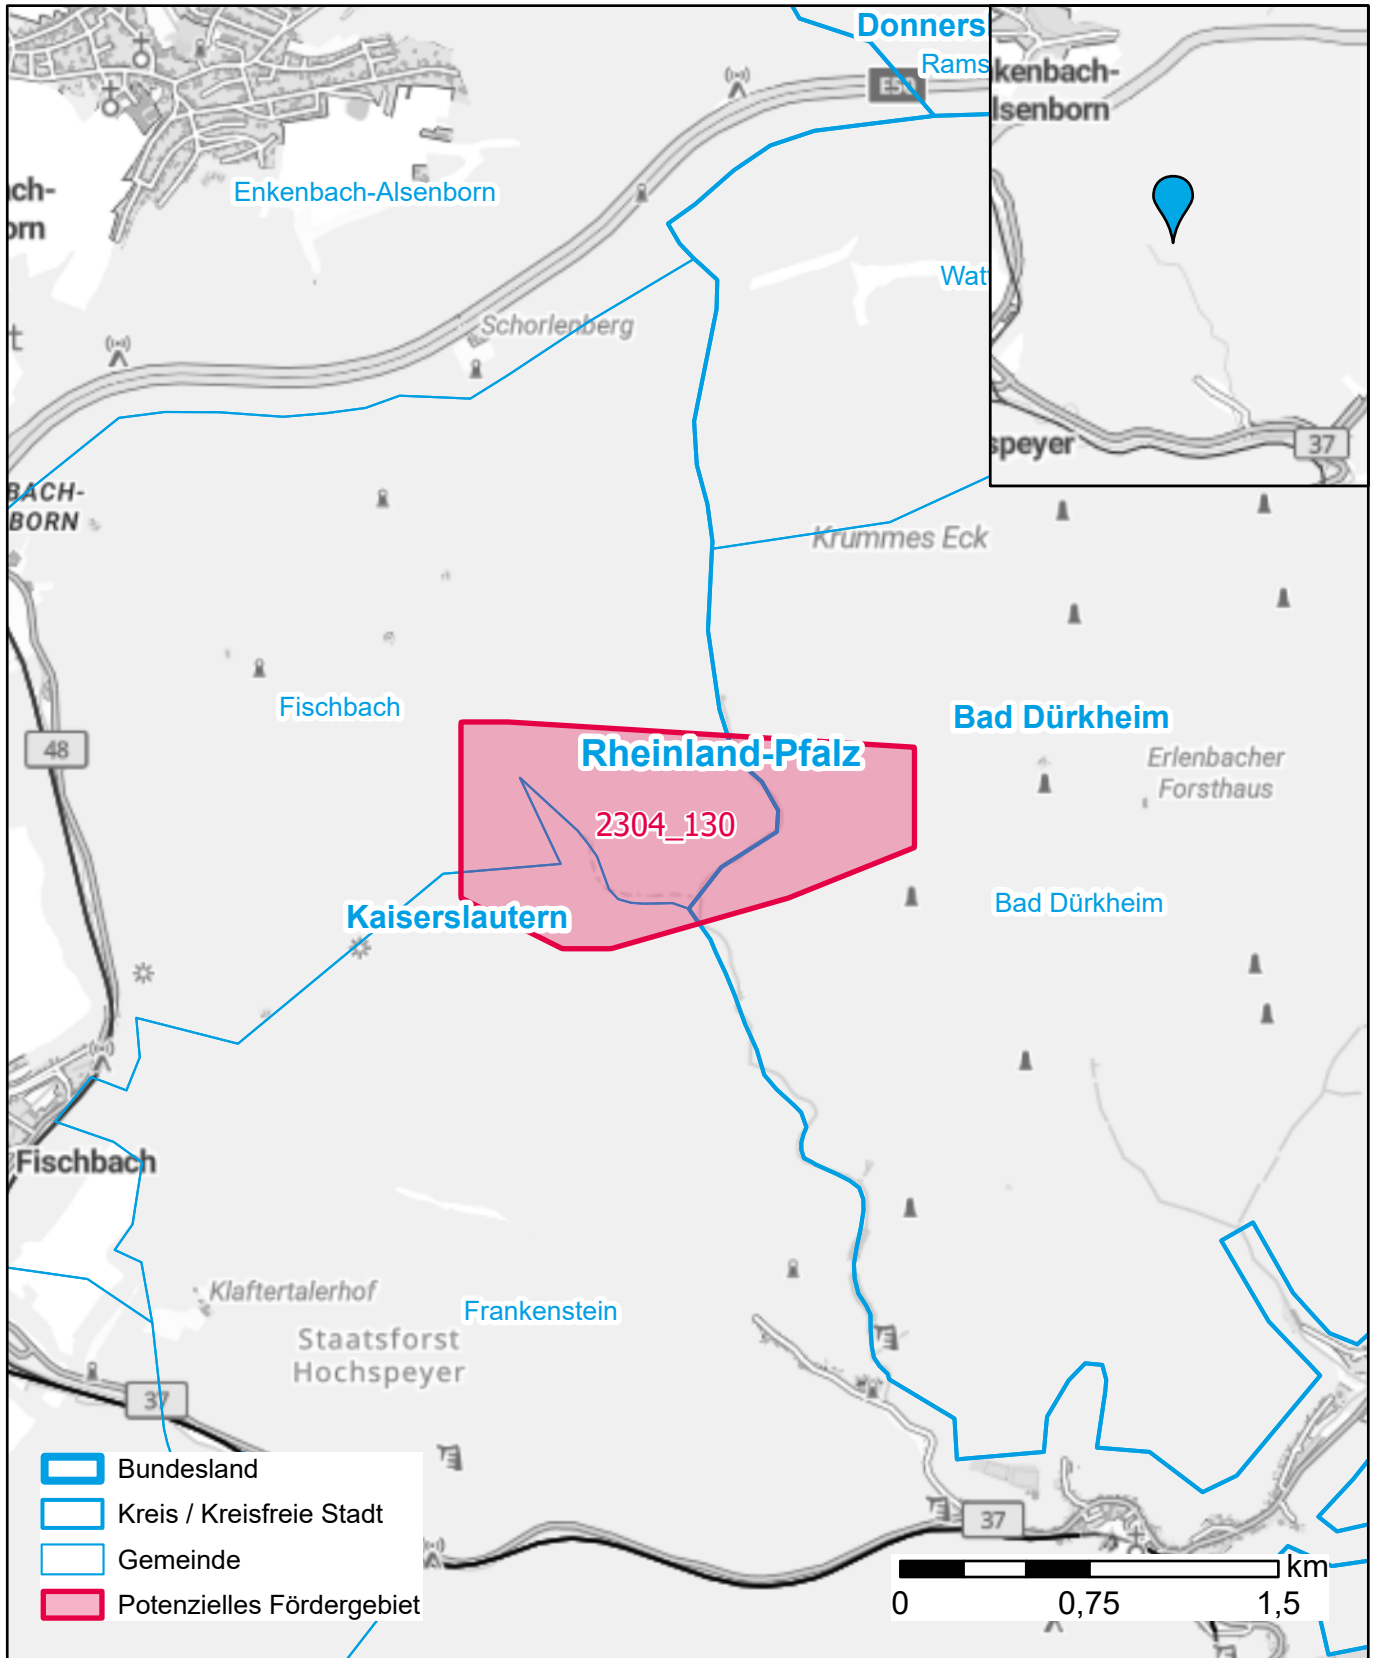 Donners
Rams
E50
kenbach-
lsenborn
Enkenbach-Alsenborn
ch-
orn
Wat
t
Schorlenberg
speyer
37
BACH-
BORN
Krummes Eck
Fischbach
48
Bad Dürkheim
Rheinland-Pfalz
Erlenbacher
Forsthaus
2304_130
Kaiserslautern
Bad Dürkheim
Fischbach
Klaftertalerhof
Frankenstein
Staatsforst
Hochspeyer
37
37
Bundesland
Kreis / Kreisfreie Stadt
Gemeinde
Potenzielles Fördergebiet
km
0
0,75
1,5